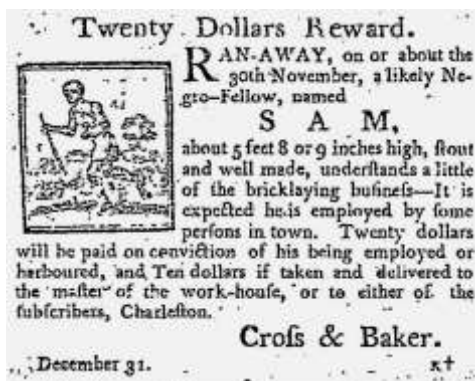 Twenty Dollars Reward.
RAN-AWAY, on or about the
30th November, a likely Ne-
gro-Fellow, named
SAM,
about 5 feet 8 or 9 inches high, ſtout
and well made, underſtands a little
of the bricklaying buſineſs—It is
expected he is employed by ſome
perſons in town. Twenty dollars
will be paid on conviction of his being employed or
harboured, and Ten dollars if taken and delivered to
the maſter of the work-houſe, or to either of the
ſubſcribers, Charleſton.
Croſs & Baker.
December 31.